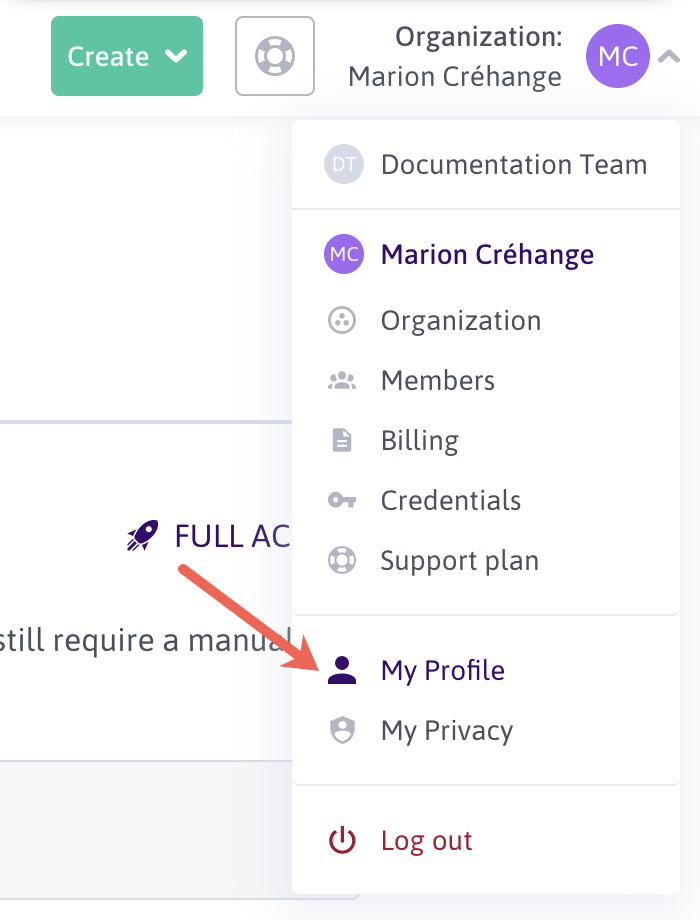 Create
Organization:
Marion Créhange
MC
DT
Documentation Team
MC
Marion Créhange
Organization
Members
Billing
Credentials
Support plan
FULL AC
still require a manual
My Profile
My Privacy
Log out